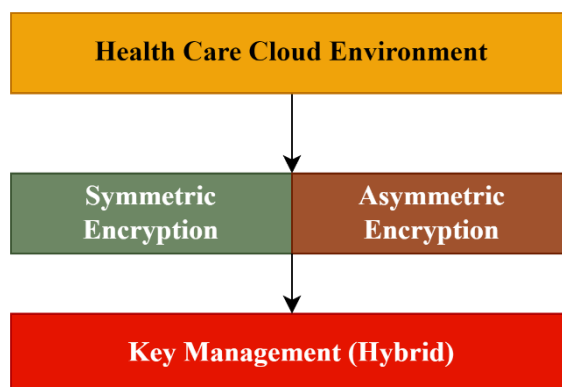 Health Care Cloud Environment
Symmetric
Encryption
Asymmetric
Encryption
Key Management (Hybrid)